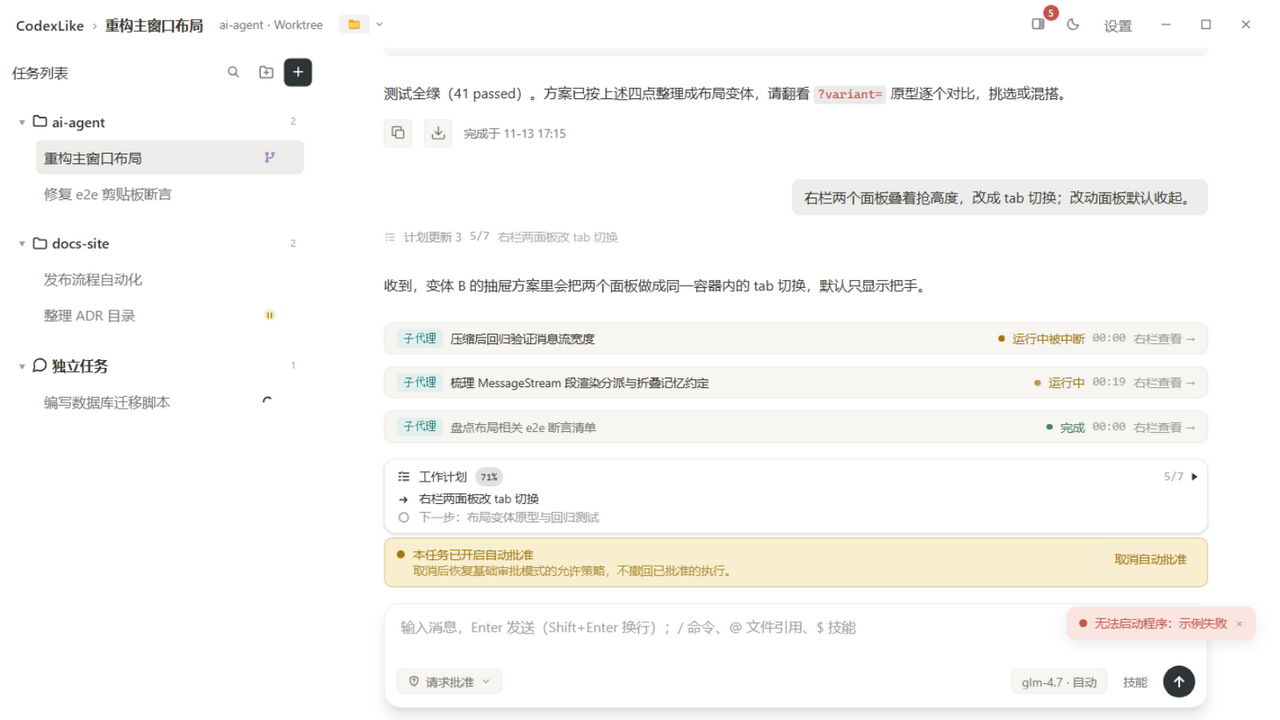 CodexLike › 重构主窗口布局 ai-agent · Worktree
5
设置
任务列表
ai-agent 2
重构主窗口布局
修复 e2e 剪贴板断言
docs-site 2
发布流程自动化
整理 ADR 目录
独立任务 1
编写数据库迁移脚本
测试全绿（41 passed）。方案已按上述四点整理成布局变体，请翻看 ?variant= 原型逐个对比，挑选或混搭。
完成于 11-13 17:15
右栏两个面板叠着抢高度，改成 tab 切换；改动面板默认收起。
计划更新 3 5/7 右栏两面板改 tab 切换
收到，变体 B 的抽屉方案里会把两个面板做成同一容器内的 tab 切换，默认只显示把手。
子代理 压缩后回归验证消息流宽度 运行中被中断 00:00 右栏查看→
子代理 梳理 MessageStream 段渲染分派与折叠记忆约定 运行中 00:19 右栏查看→
子代理 盘点布局相关 e2e 断言清单 完成 00:00 右栏查看→
工作计划 71% 5/7
右栏两面板改 tab 切换
下一步：布局变体原型与回归测试
本任务已开启自动批准
取消后恢复基础审批模式的允许策略，不撤回已批准的执行。
取消自动批准
输入消息，Enter 发送（Shift+Enter 换行）；/ 命令、@ 文件引用、$ 技能
无法启动程序：示例失败 ×
请求批准
glm-4.7 · 自动 技能